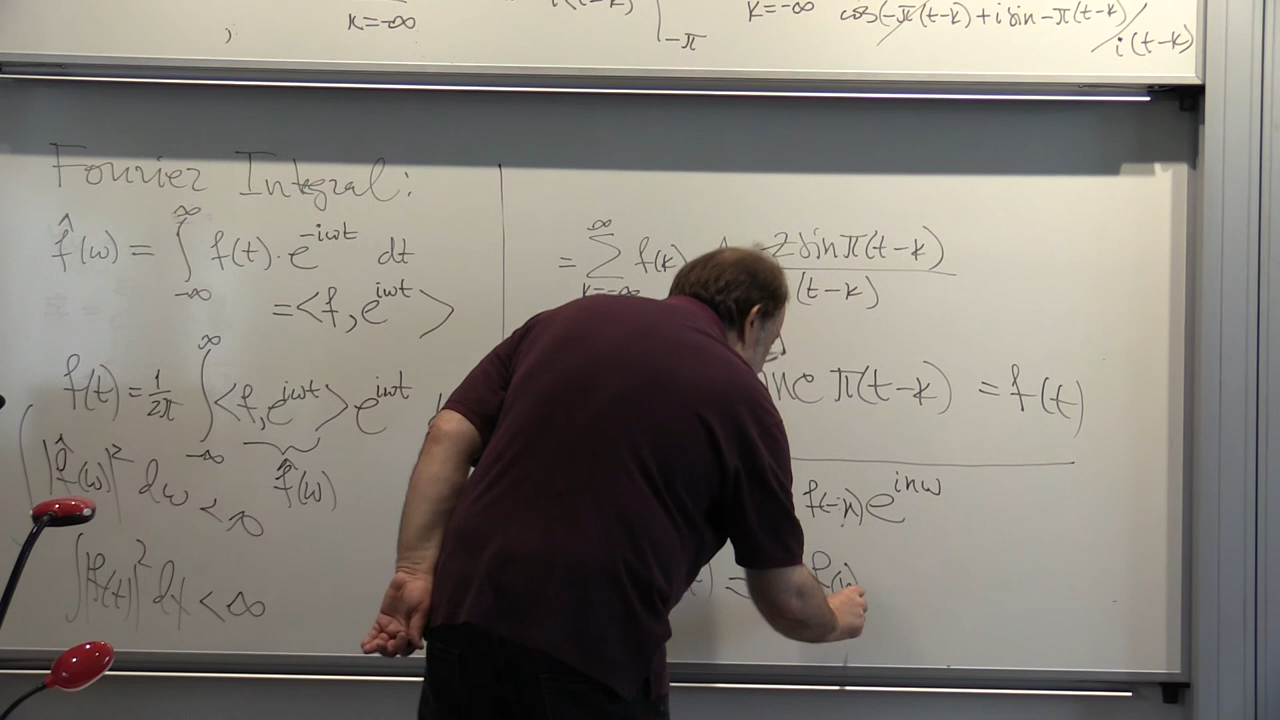 K=-∞
-π
K=-∞
cos(-π(t-k)+i sin-π(t-k)/i(t-k)
Fourier Integral:
f̂(ω) = ∫_{-∞}^{∞} f(t)·e^{-iωt} dt
=<f, e^{iωt}>
f(t) = 1/2π ∫_{-∞}^{∞} <f, e^{iωt}> e^{iωt}
f̂(ω)
|f̂(ω)|² dω < ∞
∫|f(t)|² dt < ∞
= Σ_{k=-∞}^{∞} f(k) 2 sin π(t-k) / (t-k)
π(t-k) = f(t)
f(-n) e^{inω}
=